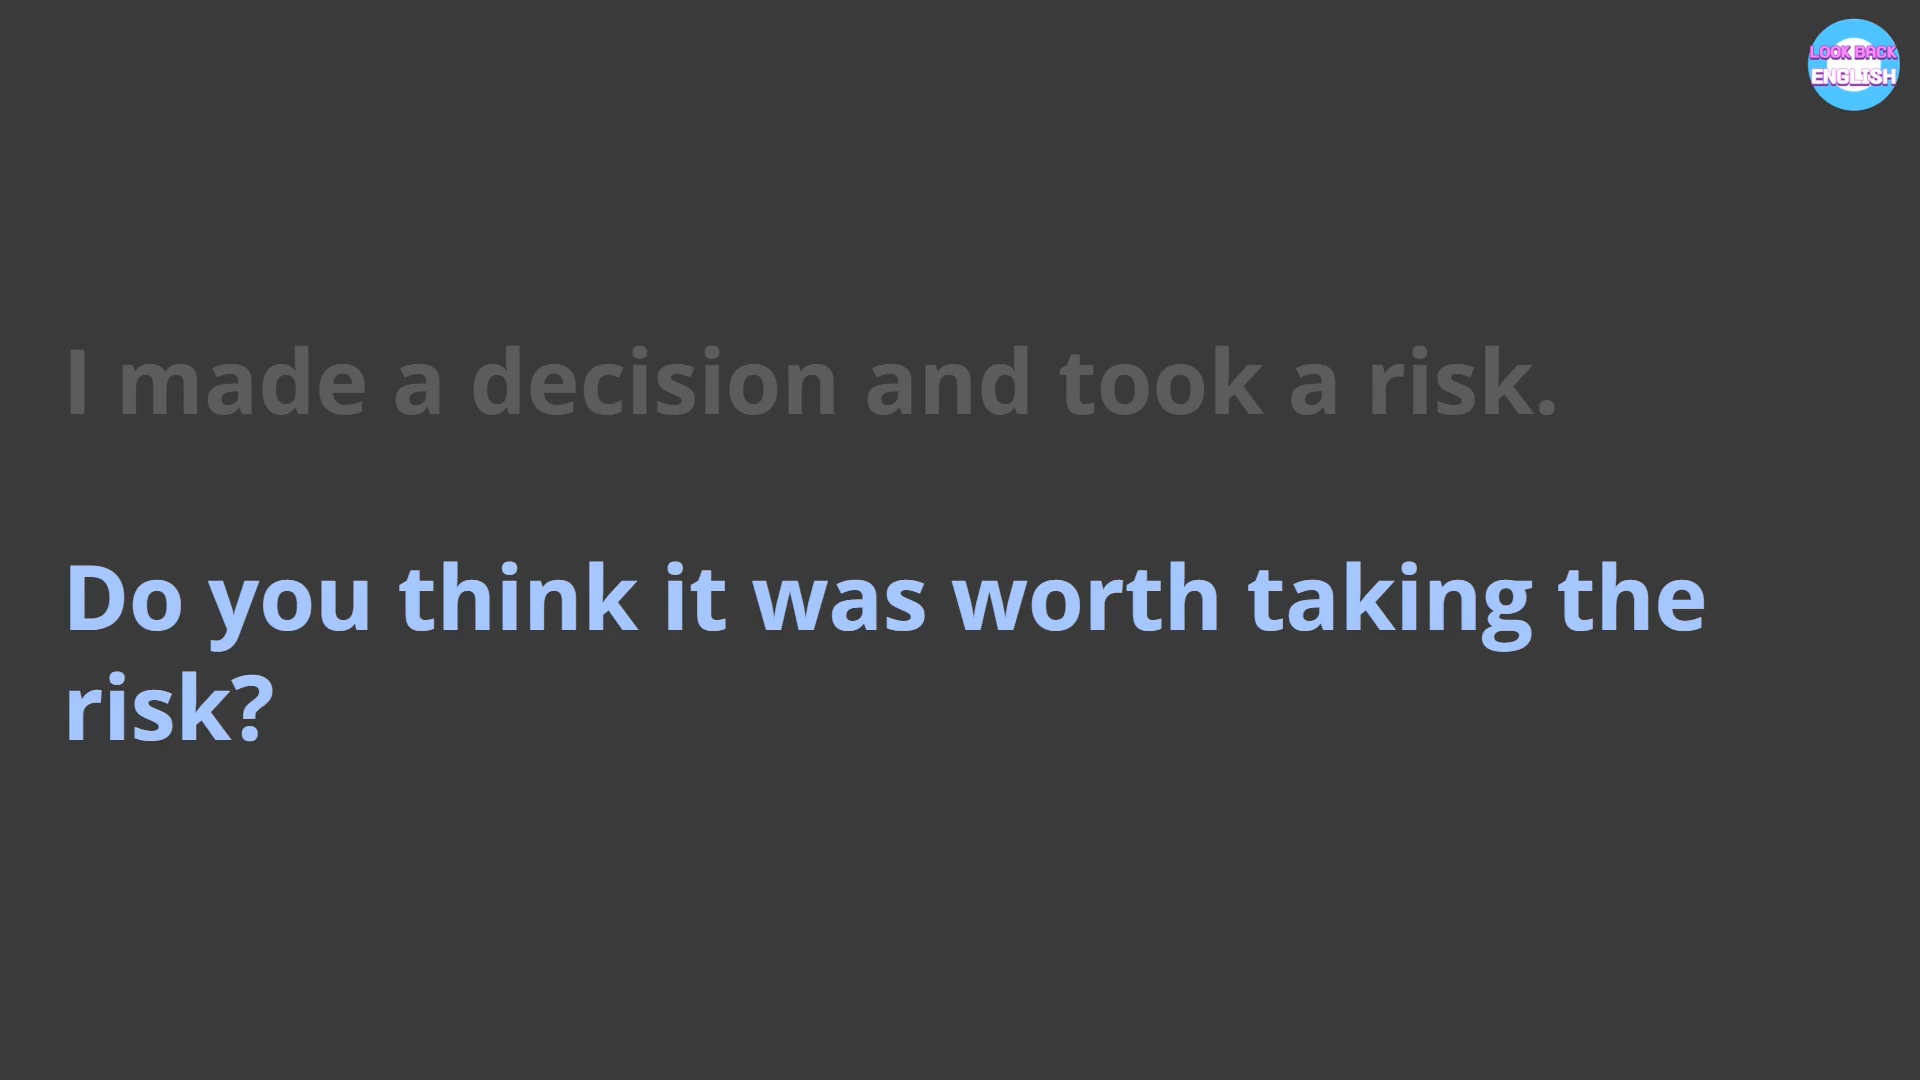 LOOK BACK
ENGLISH
I made a decision and took a risk.
Do you think it was worth taking the
risk?